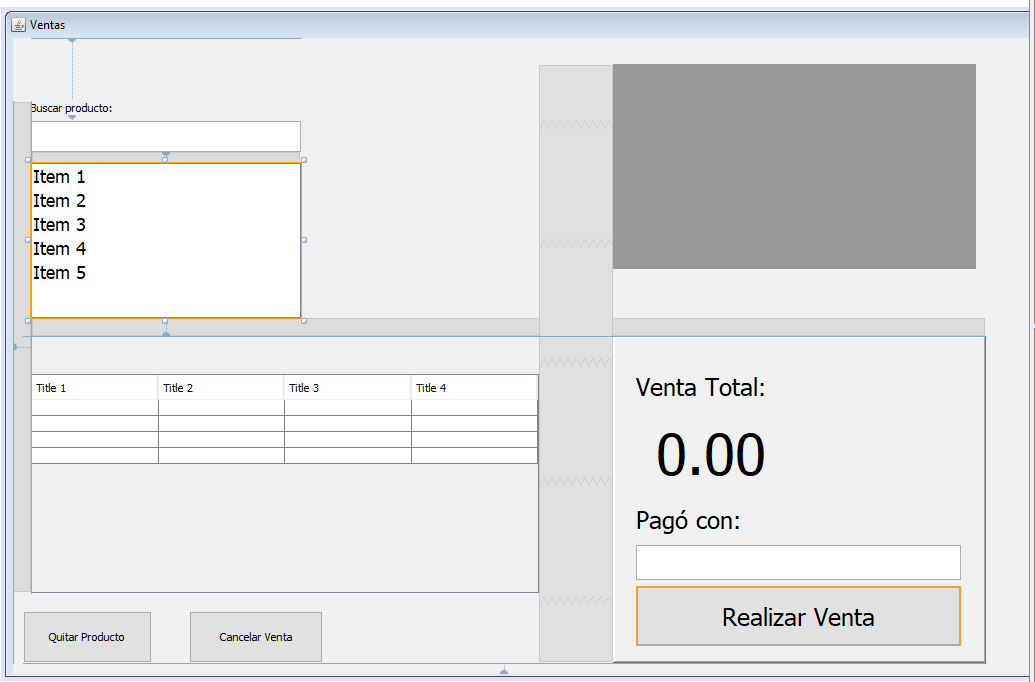 Ventas
Buscar producto:
Item 1
Item 2
Item 3
Item 4
Item 5
Title 1 Title 2 Title 3 Title 4
Venta Total:
0.00
Pagó con:
Realizar Venta
Quitar Producto Cancelar Venta